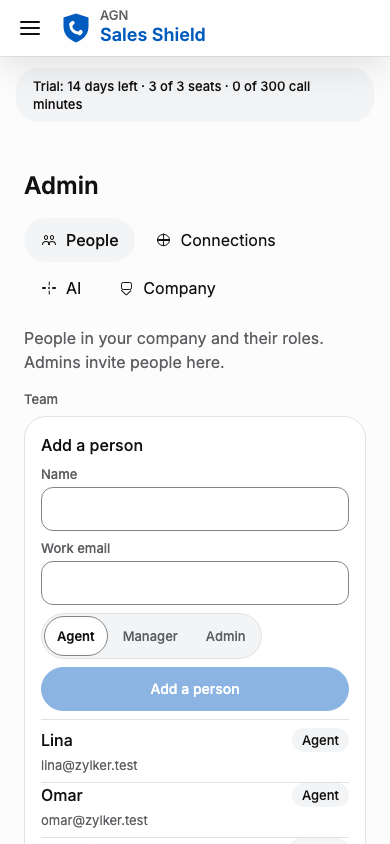 AGN
Sales Shield
Trial: 14 days left · 3 of 3 seats · 0 of 300 call
minutes
Admin
People
Connections
AI
Company
People in your company and their roles.
Admins invite people here.
Team
Add a person
Name
Work email
Agent
Manager
Admin
Add a person
Lina
Agent
lina@zylker.test
Omar
Agent
omar@zylker.test